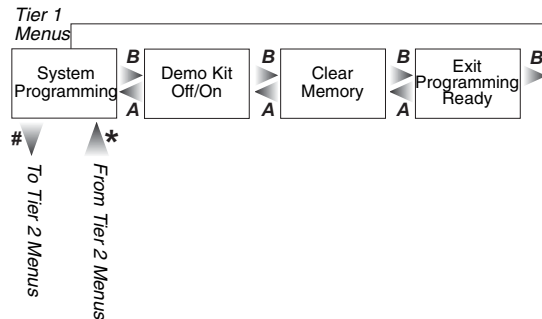 Tier 1
Menus
System
Programming
B
A
Demo Kit
Off/On
B
A
Clear
Memory
B
A
Exit
Programming
Ready
B
#
*
To Tier 2 Menus
From Tier 2 Menus